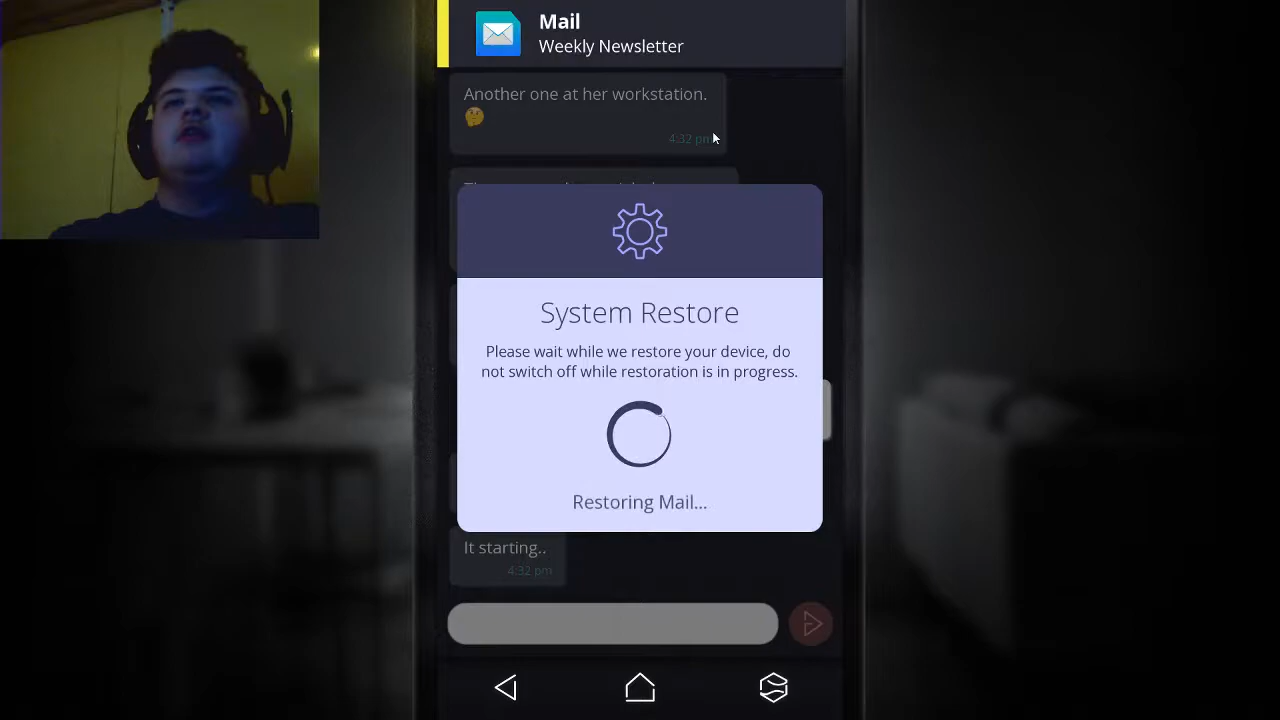 Mail
Weekly Newsletter
Another one at her workstation.
🤔
4:32 pm
System Restore
Please wait while we restore your device, do
not switch off while restoration is in progress.
Restoring Mail...
It starting..
4:32 pm